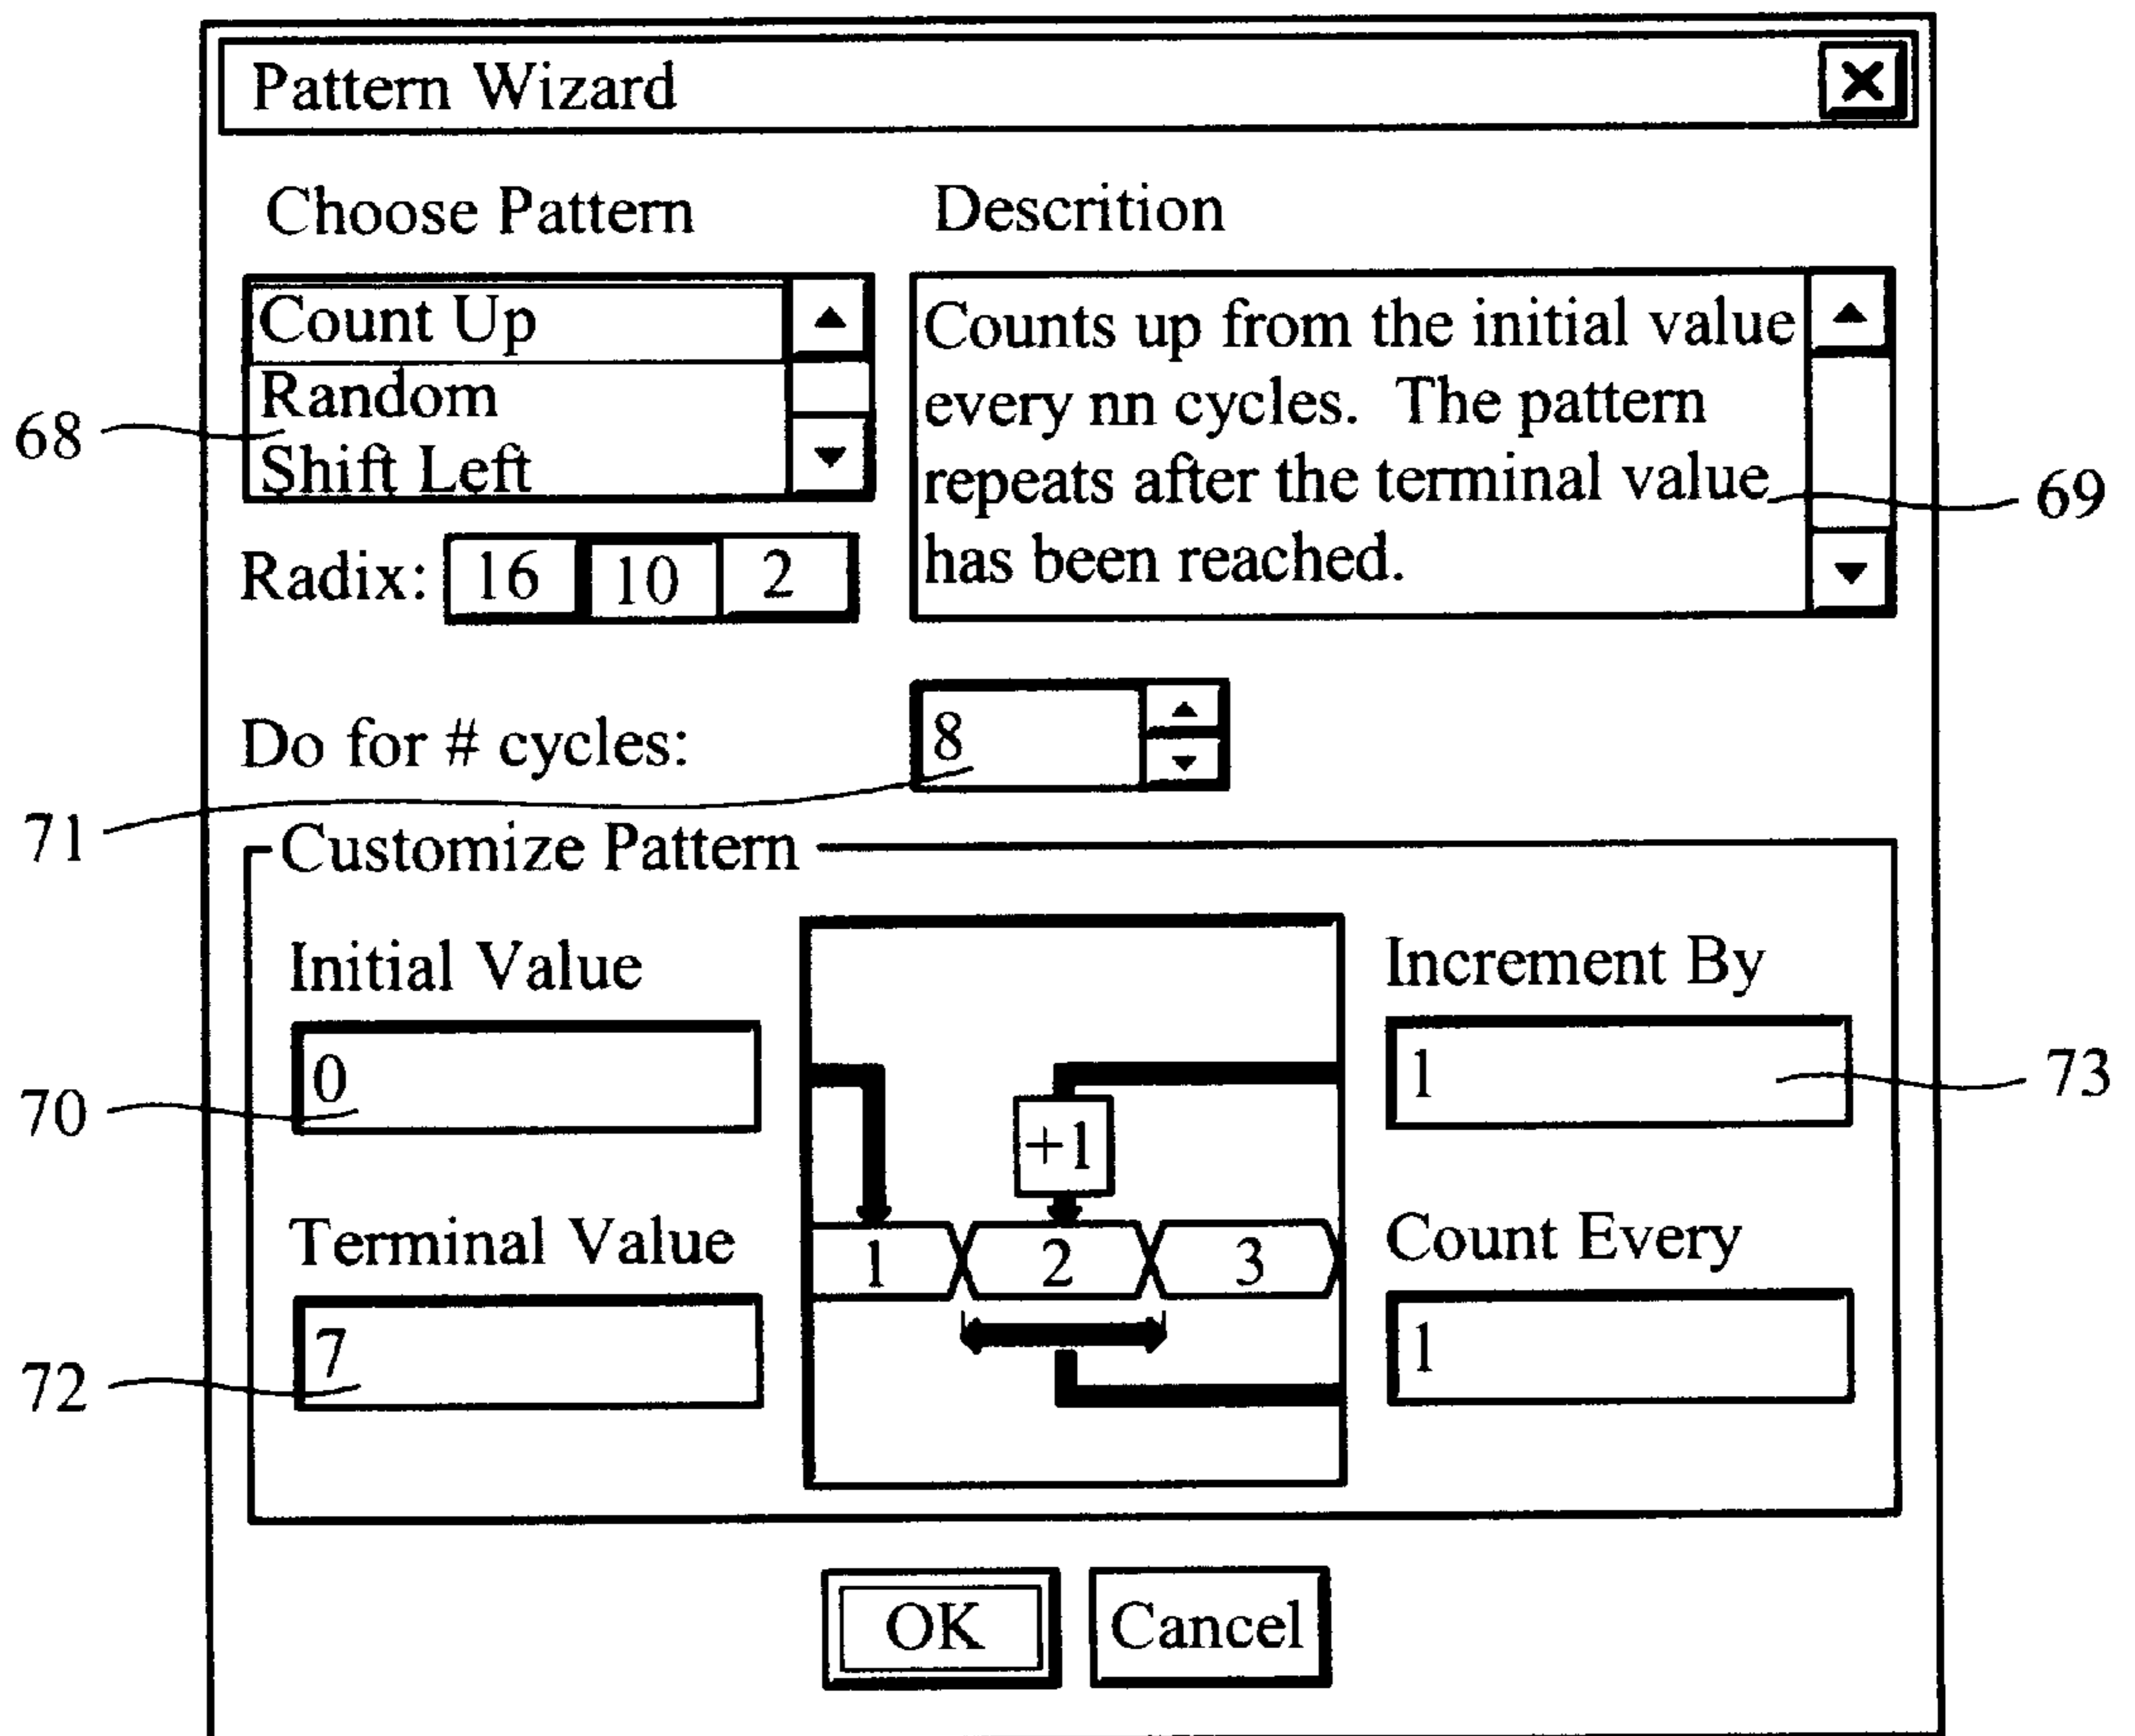 Pattern Wizard
Choose Pattern
Count Up
Random
Shift Left
68
Radix: 16 10 2
Descrition
Counts up from the initial value
every nn cycles. The pattern
repeats after the terminal value
has been reached.
69
Do for # cycles: 8
71
Customize Pattern
Initial Value
0
70
Terminal Value
7
72
+1
1 2 3
Increment By
1
73
Count Every
1
OK Cancel